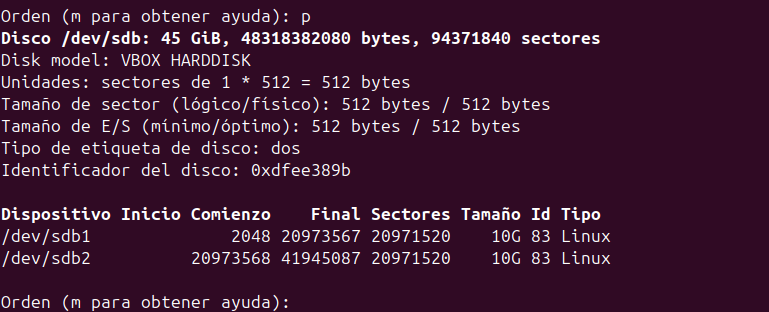 Orden (m para obtener ayuda): p
Disco /dev/sdb: 45 GiB, 48318382080 bytes, 94371840 sectores
Disk model: VBOX HARDDISK
Unidades: sectores de 1 * 512 = 512 bytes
Tamaño de sector (lógico/físico): 512 bytes / 512 bytes
Tamaño de E/S (mínimo/óptimo): 512 bytes / 512 bytes
Tipo de etiqueta de disco: dos
Identificador del disco: 0xdfee389b
Dispositivo Inicio Comienzo Final Sectores Tamaño Id Tipo
/dev/sdb1 2048 20973567 20971520 10G 83 Linux
/dev/sdb2 20973568 41945087 20971520 10G 83 Linux
Orden (m para obtener ayuda):